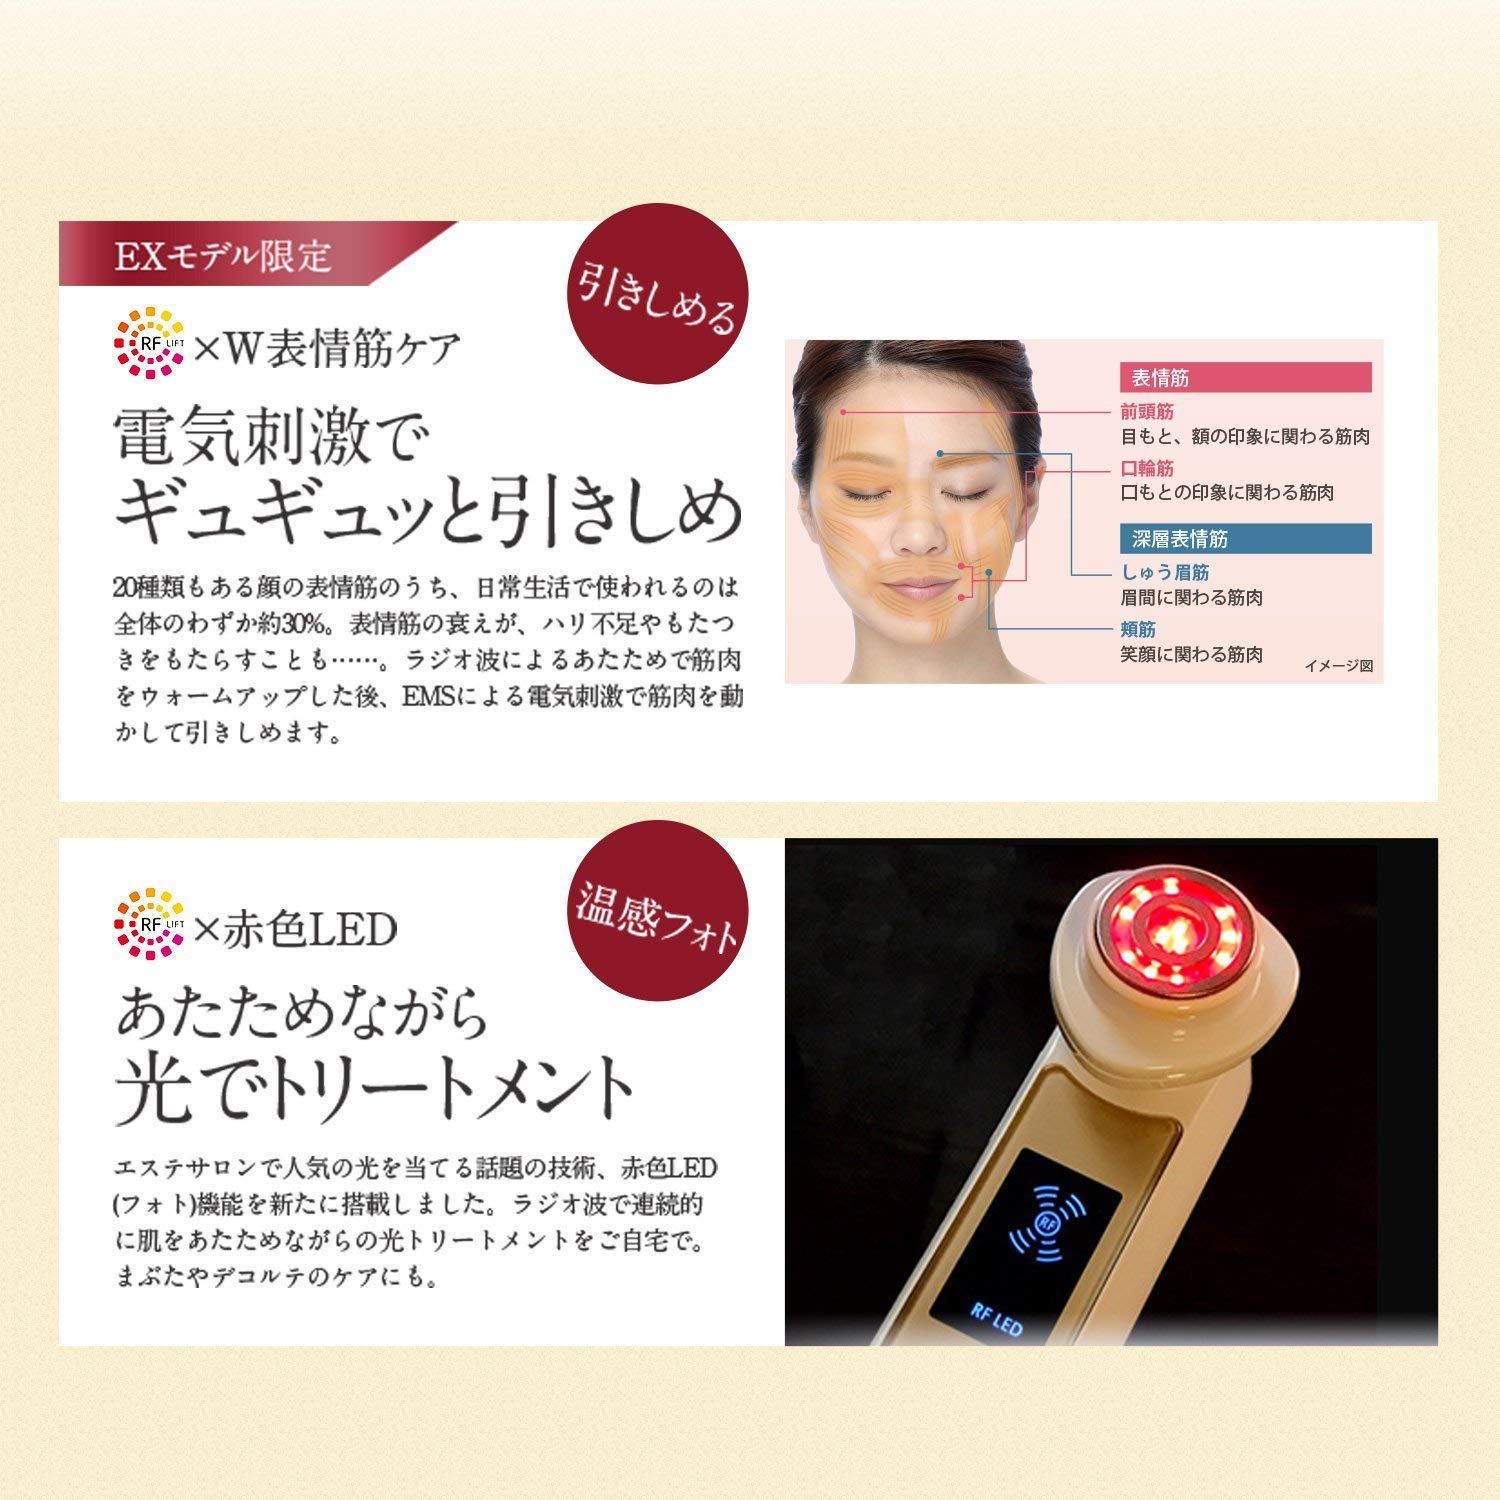 EXモデル限定
引きしめる
RF LIFT ×W表情筋ケア
電気刺激で
ギュギュッと引きしめ
20種類もある顔の表情筋のうち、日常生活で使われるのは
全体のわずか約30%。表情筋の衰えが、ハリ不足やもたつ
きをもたらすことも……。ラジオ波によるあたためで筋肉
をウォームアップした後、EMSによる電気刺激で筋肉を動
かして引きしめます。
表情筋
前頭筋
目もと、額の印象に関わる筋肉
口輪筋
口もとの印象に関わる筋肉
深層表情筋
しゅう眉筋
眉間に関わる筋肉
頬筋
笑顔に関わる筋肉
イメージ図
温感フォト
RF LIFT ×赤色LED
あたためながら
光でトリートメント
エステサロンで人気の光を当てる話題の技術、赤色LED
(フォト)機能を新たに搭載しました。ラジオ波で連続的
に肌をあたためながらの光トリートメントをご自宅で。
まぶたやデコルテのケアにも。
RF
RF LED